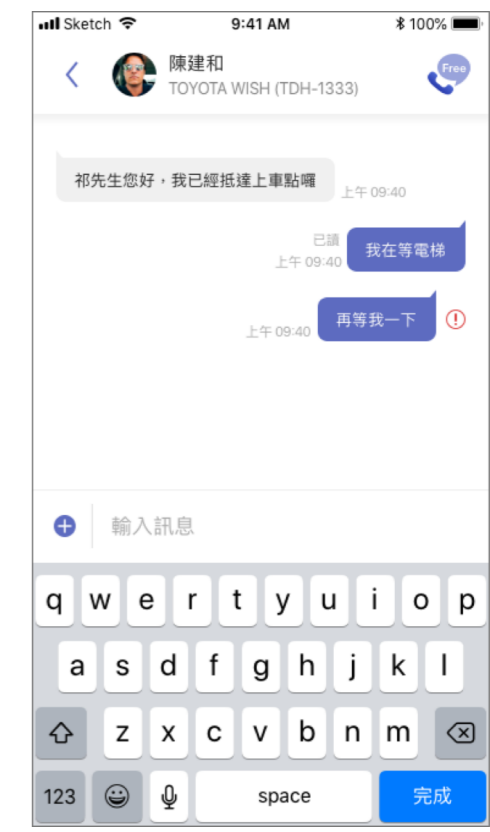 Sketch
9:41 AM
100%
陳建和
TOYOTA WISH (TDH-1333)
Free
祁先生您好，我已經抵達上車點囉
上午 09:40
已讀
上午 09:40
我在等電梯
上午 09:40
再等我一下
!
輸入訊息
q w e r t y u i o p
a s d f g h j k l
z x c v b n m
123
space
完成